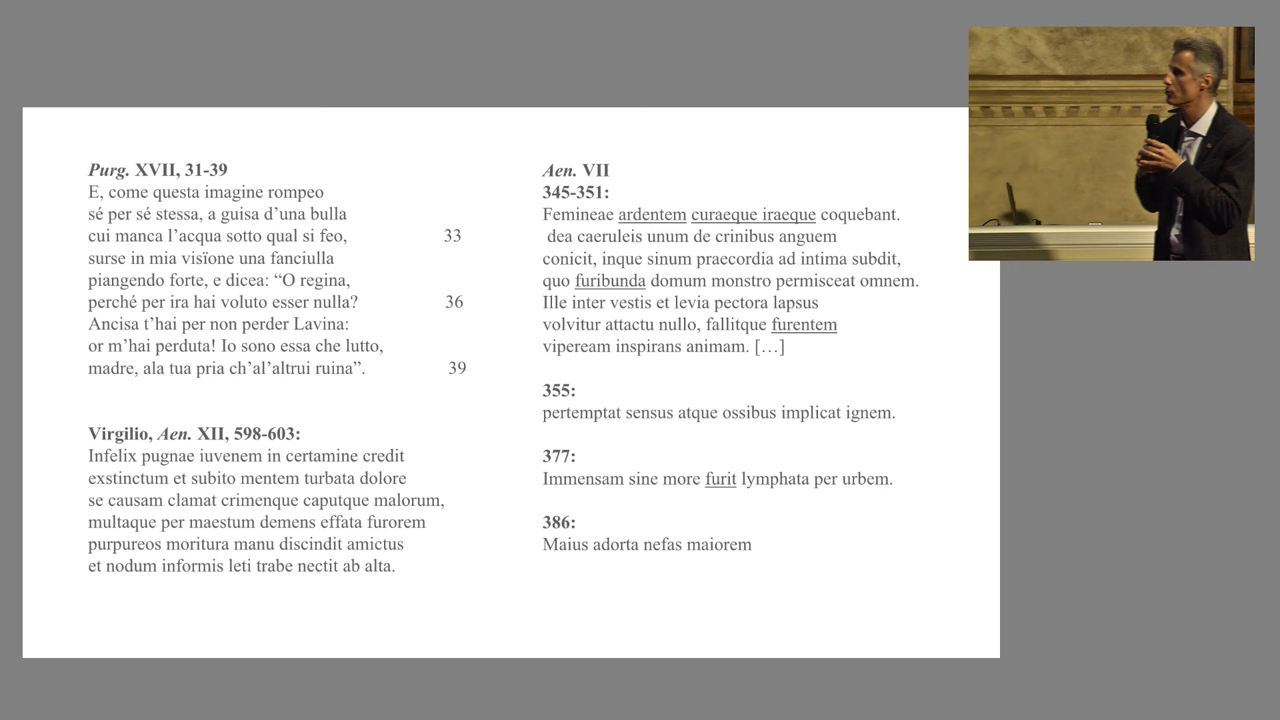 Purg. XVII, 31-39
E, come questa imagine rompeo
sé per sé stessa, a guisa d’una bulla
cui manca l’acqua sotto qual si feo, 33
surse in mia visïone una fanciulla
piangendo forte, e dicea: “O regina,
perché per ira hai voluto esser nulla? 36
Ancisa t’hai per non perder Lavina:
or m’hai perduta! Io sono essa che lutto,
madre, ala tua pria ch’al’altrui ruina”. 39
Virgilio, Aen. XII, 598-603:
Infelix pugnae iuvenem in certamine credit
exstinctum et subito mentem turbata dolore
se causam clamat crimenque caputque malorum,
multaque per maestum demens effata furorem
purpureos moritura manu discindit amictus
et nodum informis leti trabe nectit ab alta.
Aen. VII
345-351:
Femineae ardentem curaeque iraeque coquebant.
dea caeruleis unum de crinibus anguem
conicit, inque sinum praecordia ad intima subdit,
quo furibunda domum monstro permisceat omnem.
Ille inter vestis et levia pectora lapsus
volvitur attactu nullo, fallitque furentem
vipeream inspirans animam. […]
355:
pertemptat sensus atque ossibus implicat ignem.
377:
Immensam sine more furit lymphata per urbem.
386:
Maius adorta nefas maiorem